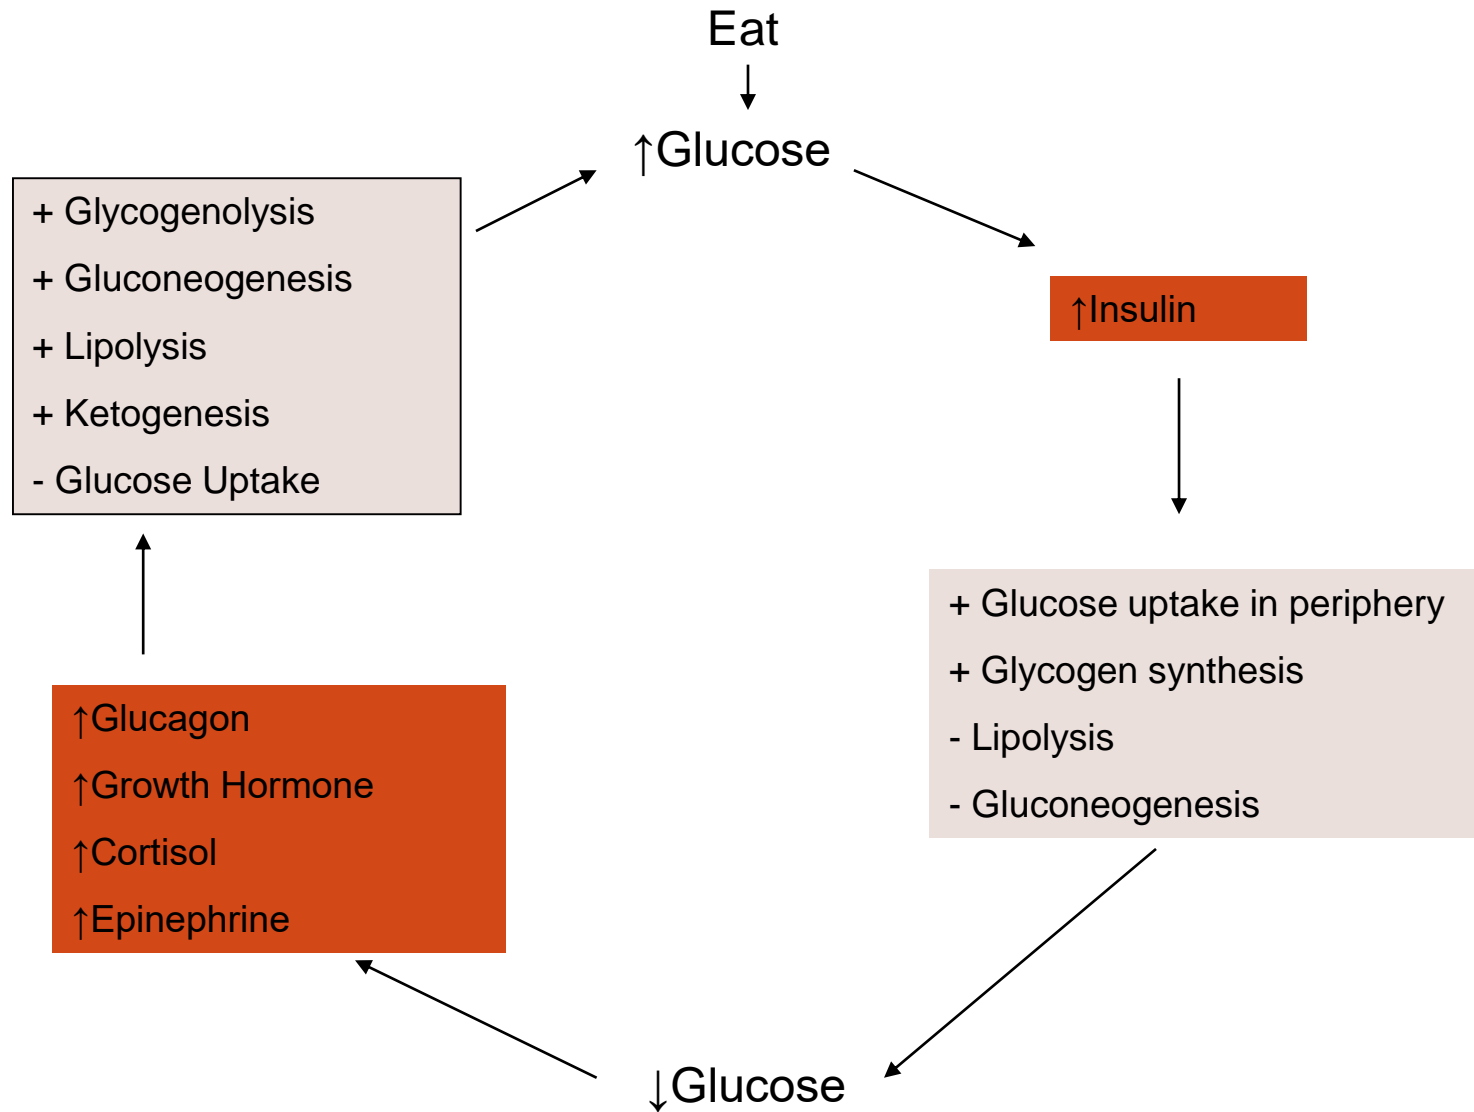 Eat
↑Glucose
+ Glycogenolysis
+ Gluconeogenesis
+ Lipolysis
+ Ketogenesis
- Glucose Uptake
↑Insulin
+ Glucose uptake in periphery
+ Glycogen synthesis
- Lipolysis
- Gluconeogenesis
↑Glucagon
↑Growth Hormone
↑Cortisol
↑Epinephrine
↓Glucose